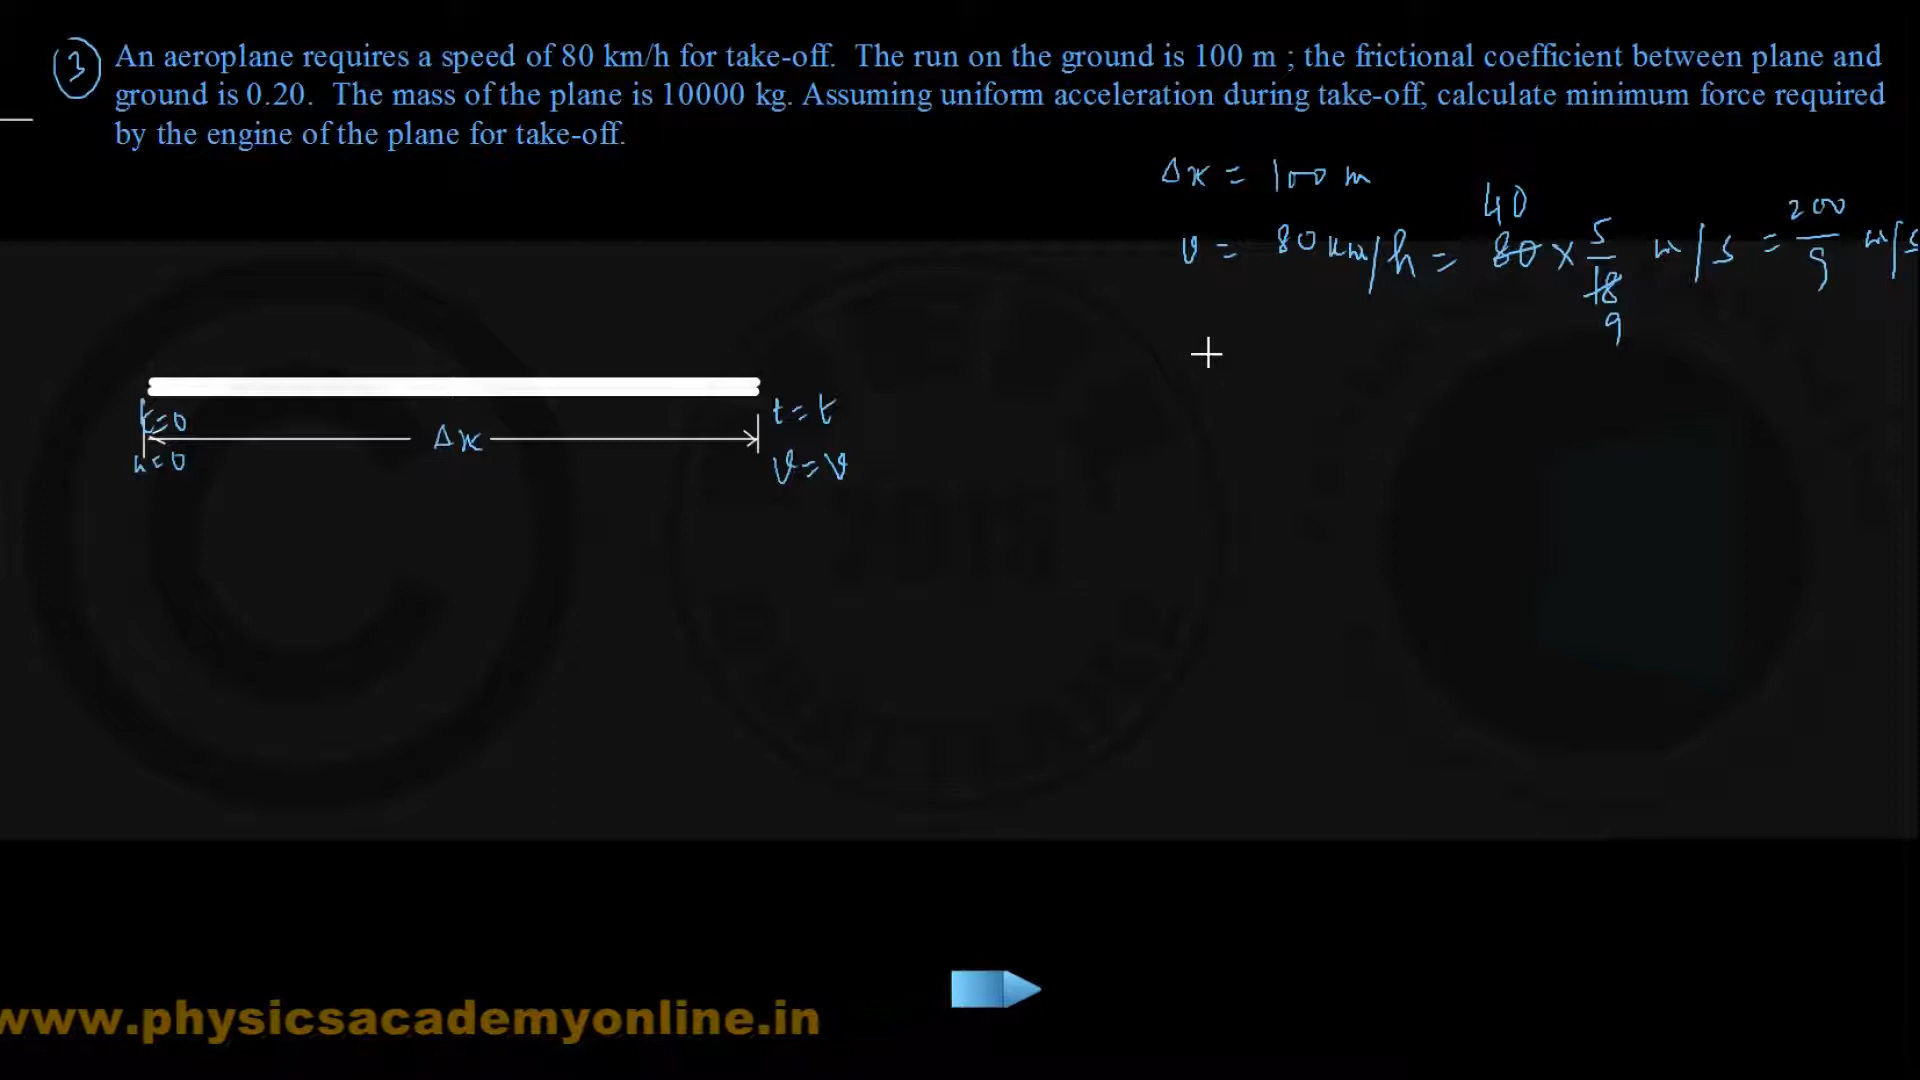 3 An aeroplane requires a speed of 80 km/h for take-off. The run on the ground is 100 m ; the frictional coefficient between plane and
ground is 0.20. The mass of the plane is 10000 kg. Assuming uniform acceleration during take-off, calculate minimum force required
by the engine of the plane for take-off.
Δx = 100 m
v = 80 km/h = 80 40 × 5/18 9 m/s = 200/9 m/s
t=0
u=0
Δx
t=t
v=v
www.physicsacademyonline.in